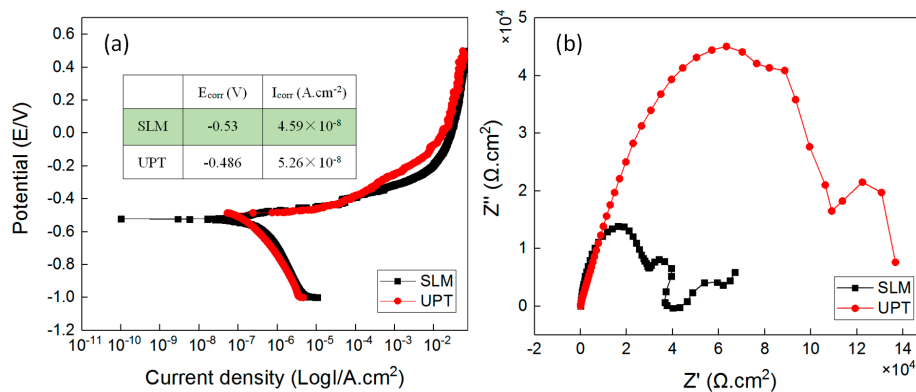 (a)
E_corr (V) I_corr (A.cm⁻²)
SLM -0.53 4.59×10⁻⁸
UPT -0.486 5.26×10⁻⁸
SLM
UPT
0.6
0.4
0.2
0.0
-0.2
-0.4
-0.6
-0.8
-1.0
-1.2
Potential (E/V)
10⁻¹¹ 10⁻¹⁰ 10⁻⁹ 10⁻⁸ 10⁻⁷ 10⁻⁶ 10⁻⁵ 10⁻⁴ 10⁻³ 10⁻²
Current density (LogI/A.cm²)
×10⁴
(b)
5
4
3
2
1
0
Z'' (Ω.cm²)
SLM
UPT
-2 0 2 4 6 8 10 12 14
×10⁴
Z' (Ω.cm²)